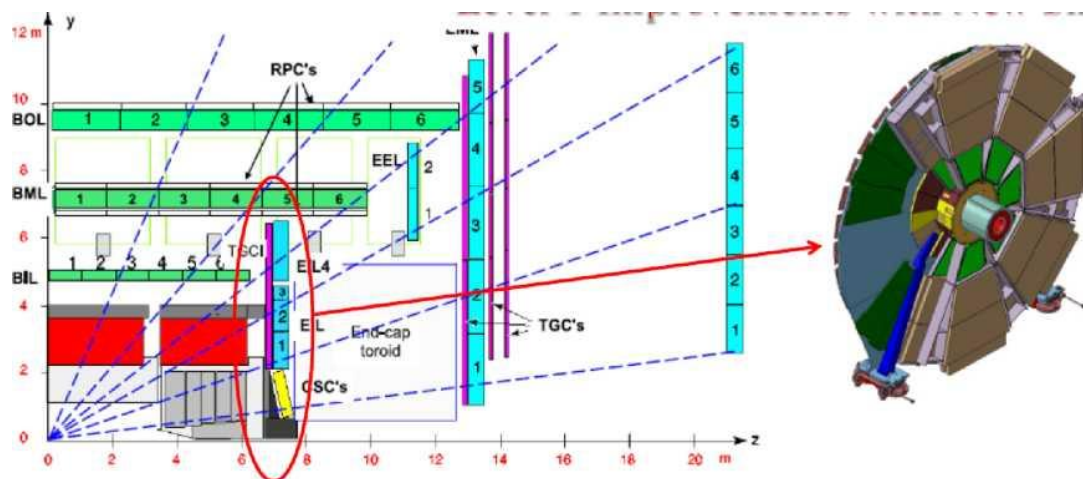 y
12 m
RPC's
10
BOL 1 2 3 4 5 6
8
EEL 2 1
BML 1 2 3 4 5 6
6
TGCI
BIL 1 2 3 4 5 6
EIL4
4
3 2 1
End-cap
toroid
2
CSC's
0
5 4 3 2 1
TGC's
6 5 4 3 2 1
z
0 2 4 6 8 10 12 14 16 18 20 m